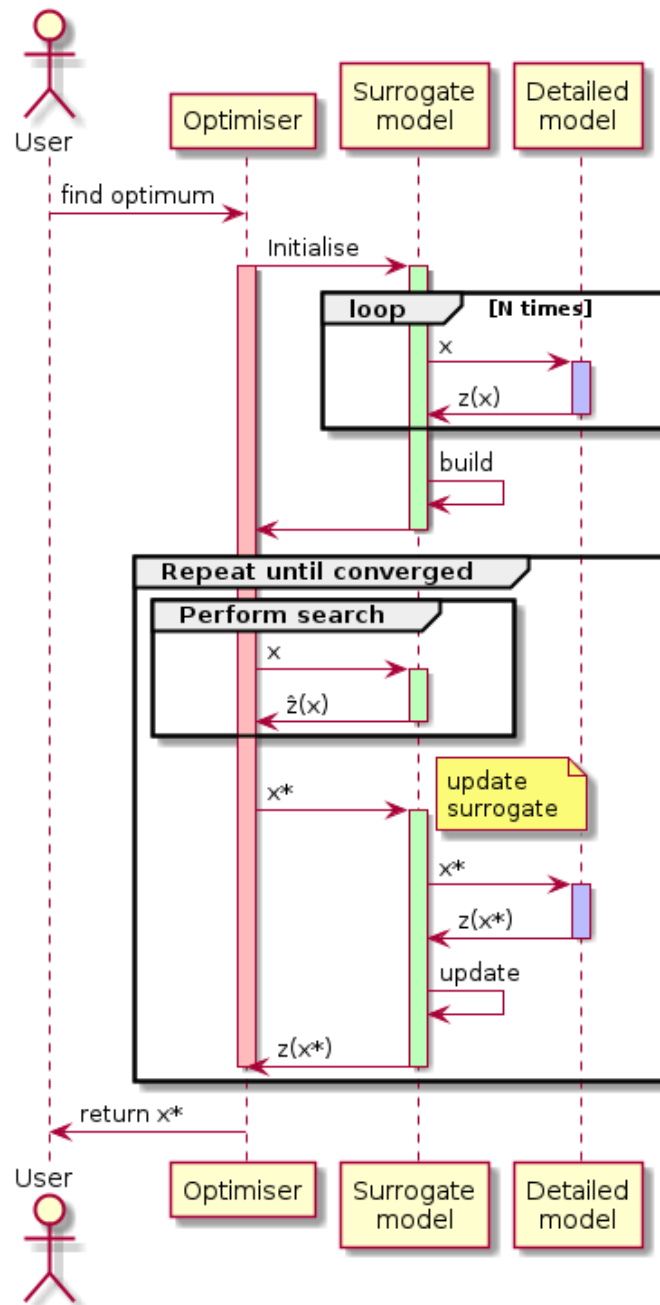 User
Optimiser
Surrogate
model
Detailed
model
find optimum
Initialise
loop
[N times]
x
z(x)
build
Repeat until converged
Perform search
x
ẑ(x)
update
surrogate
x*
x*
z(x*)
update
z(x*)
return x*
User
Optimiser
Surrogate
model
Detailed
model